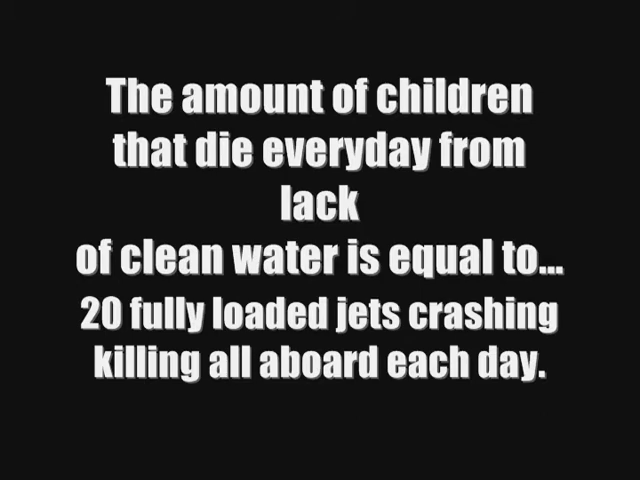 The amount of children
that die everyday from
lack
of clean water is equal to...
20 fully loaded jets crashing
killing all aboard each day.